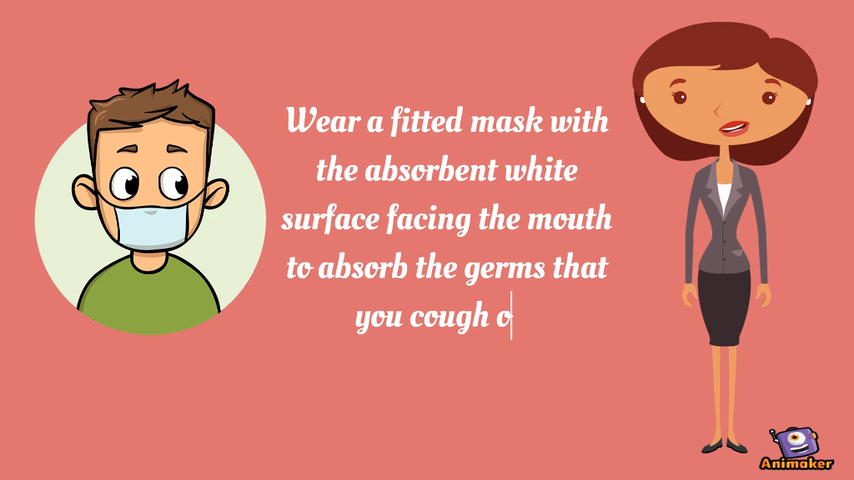 Wear a fitted mask with
the absorbent white
surface facing the mouth
to absorb the germs that
you cough o
Animaker